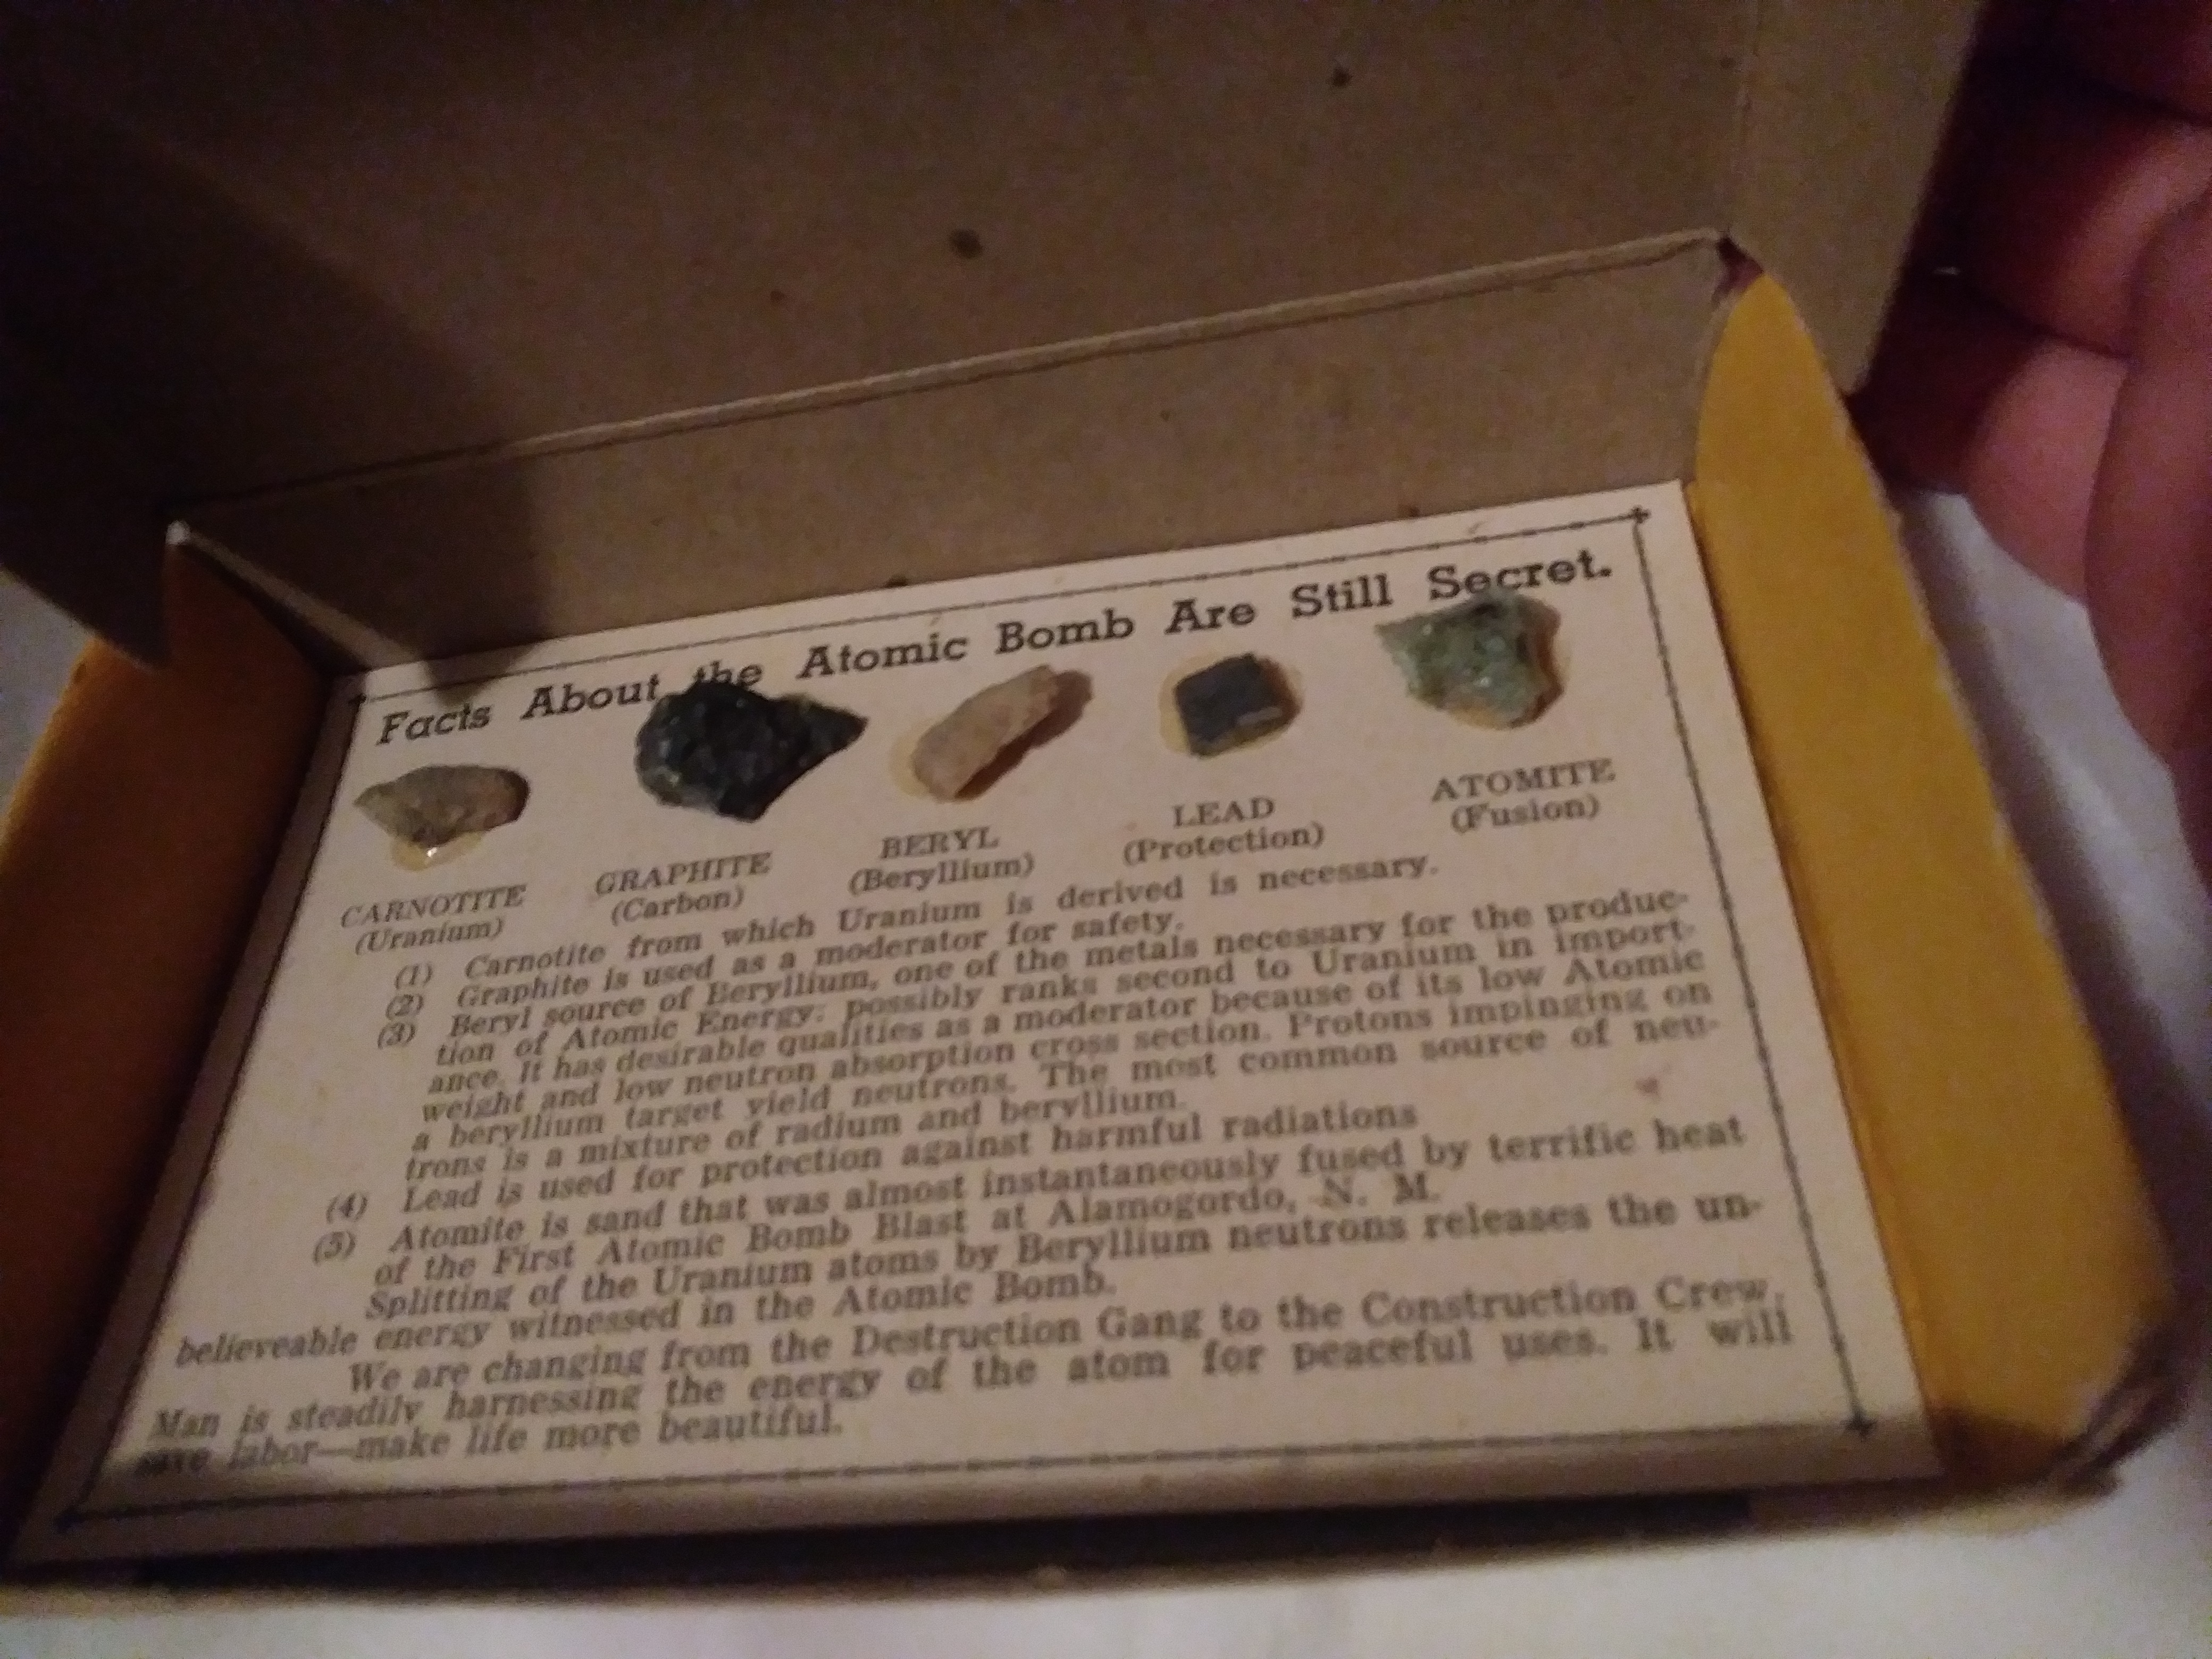 Facts About the Atomic Bomb Are Still Secret.
CARNOTITE
(Uranium)
GRAPHITE
(Carbon)
BERYL
(Beryllium)
LEAD
(Protection)
ATOMITE
(Fusion)
(1) Carnotite from which Uranium is derived is necessary.
(2) Graphite is used as a moderator for safety.
(3) Beryl source of Beryllium, one of the metals necessary for the produc-
tion of Atomic Energy; possibly ranks second to Uranium in import-
ance. It has desirable qualities as a moderator because of its low Atomic
weight and low neutron absorption cross section. Protons impinging on
a beryllium target yield neutrons. The most common source of neu-
trons is a mixture of radium and beryllium.
(4) Lead is used for protection against harmful radiations
(5) Atomite is sand that was almost instantaneously fused by terrific heat
of the First Atomic Bomb Blast at Alamogordo, N. M.
Splitting of the Uranium atoms by Beryllium neutrons releases the un-
believeable energy witnessed in the Atomic Bomb.
We are changing from the Destruction Gang to the Construction Crew.
Man is steadily harnessing the energy of the atom for peaceful uses. It will
save labor—make life more beautiful.